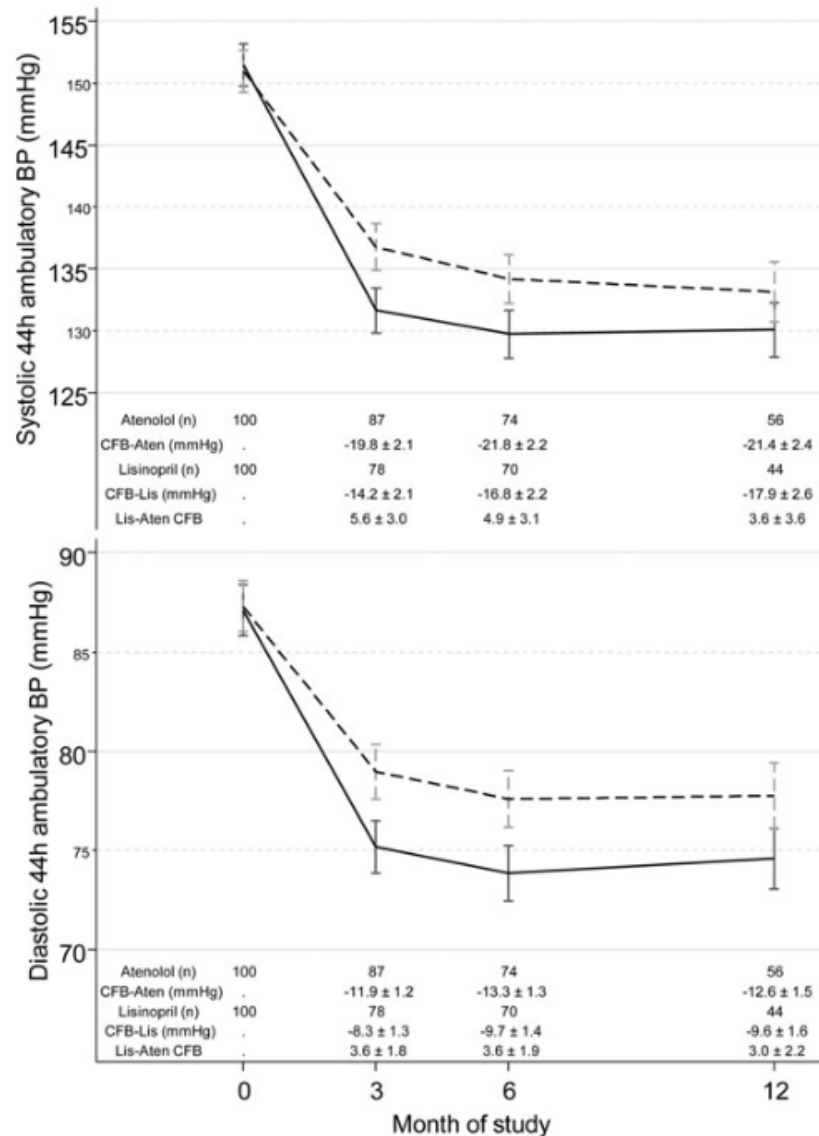 Systolic 44h ambulatory BP (mmHg)
155
150
145
140
135
130
125
Atenolol (n) 100 87 74 56
CFB-Aten (mmHg) . -19.8 ± 2.1 -21.8 ± 2.2 -21.4 ± 2.4
Lisinopril (n) 100 78 70 44
CFB-Lis (mmHg) . -14.2 ± 2.1 -16.8 ± 2.2 -17.9 ± 2.6
Lis-Aten CFB . 5.6 ± 3.0 4.9 ± 3.1 3.6 ± 3.6
Diastolic 44h ambulatory BP (mmHg)
90
85
80
75
70
Atenolol (n) 100 87 74 56
CFB-Aten (mmHg) . -11.9 ± 1.2 -13.3 ± 1.3 -12.6 ± 1.5
Lisinopril (n) 100 78 70 44
CFB-Lis (mmHg) . -8.3 ± 1.3 -9.7 ± 1.4 -9.6 ± 1.6
Lis-Aten CFB . 3.6 ± 1.8 3.6 ± 1.9 3.0 ± 2.2
0 3 6 12
Month of study